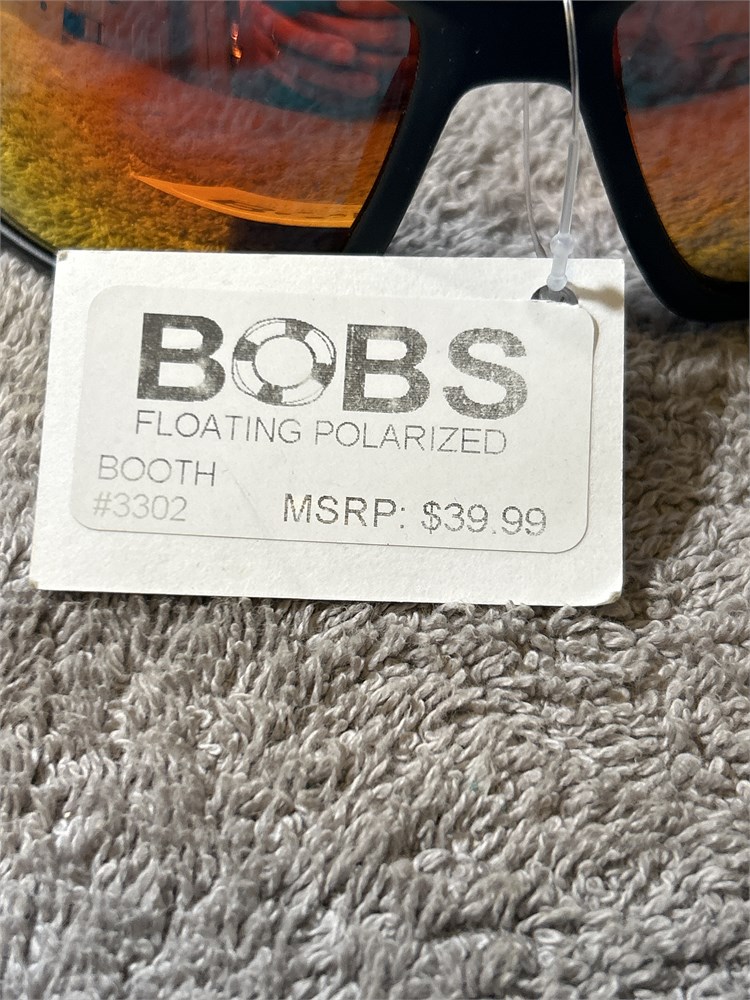 BOBS
FLOATING POLARIZED
BOOTH
#3302
MSRP: $39.99